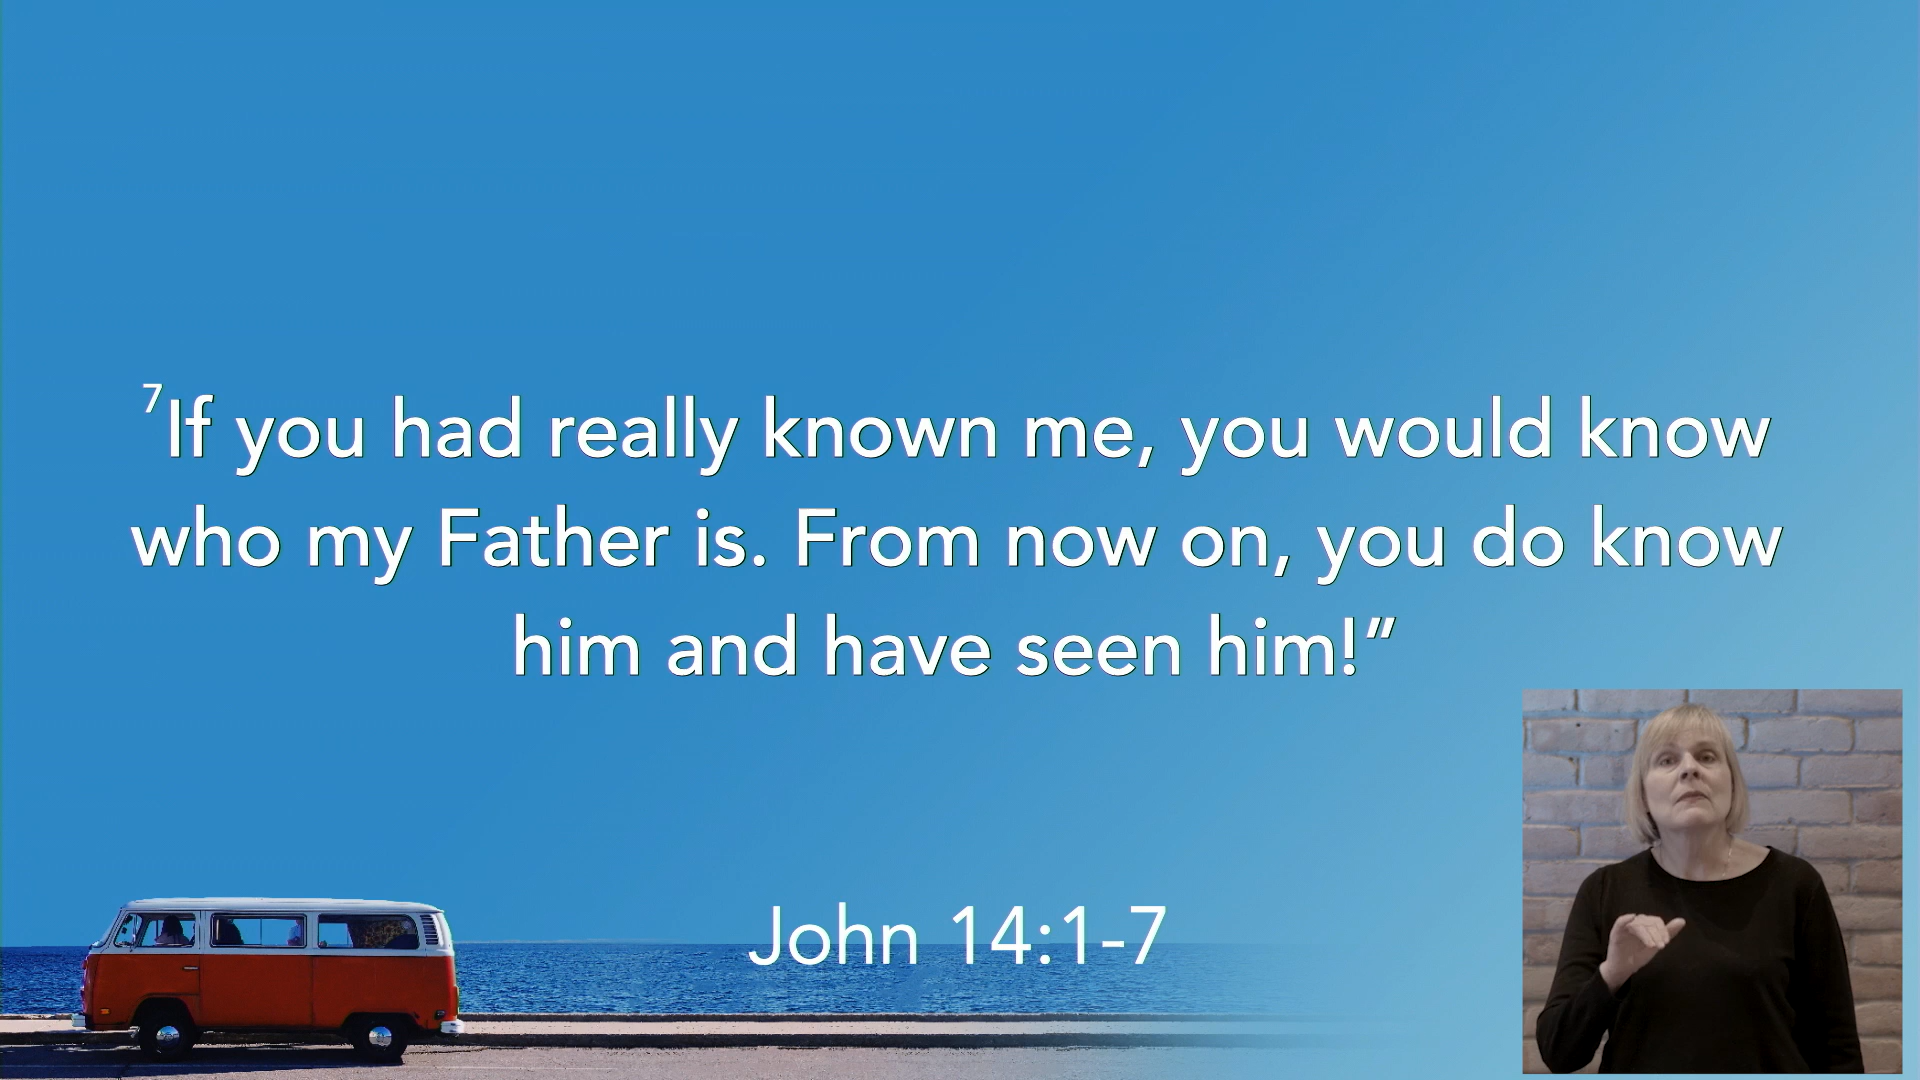 ⁷If you had really known me, you would know
who my Father is. From now on, you do know
him and have seen him!”
John 14:1-7